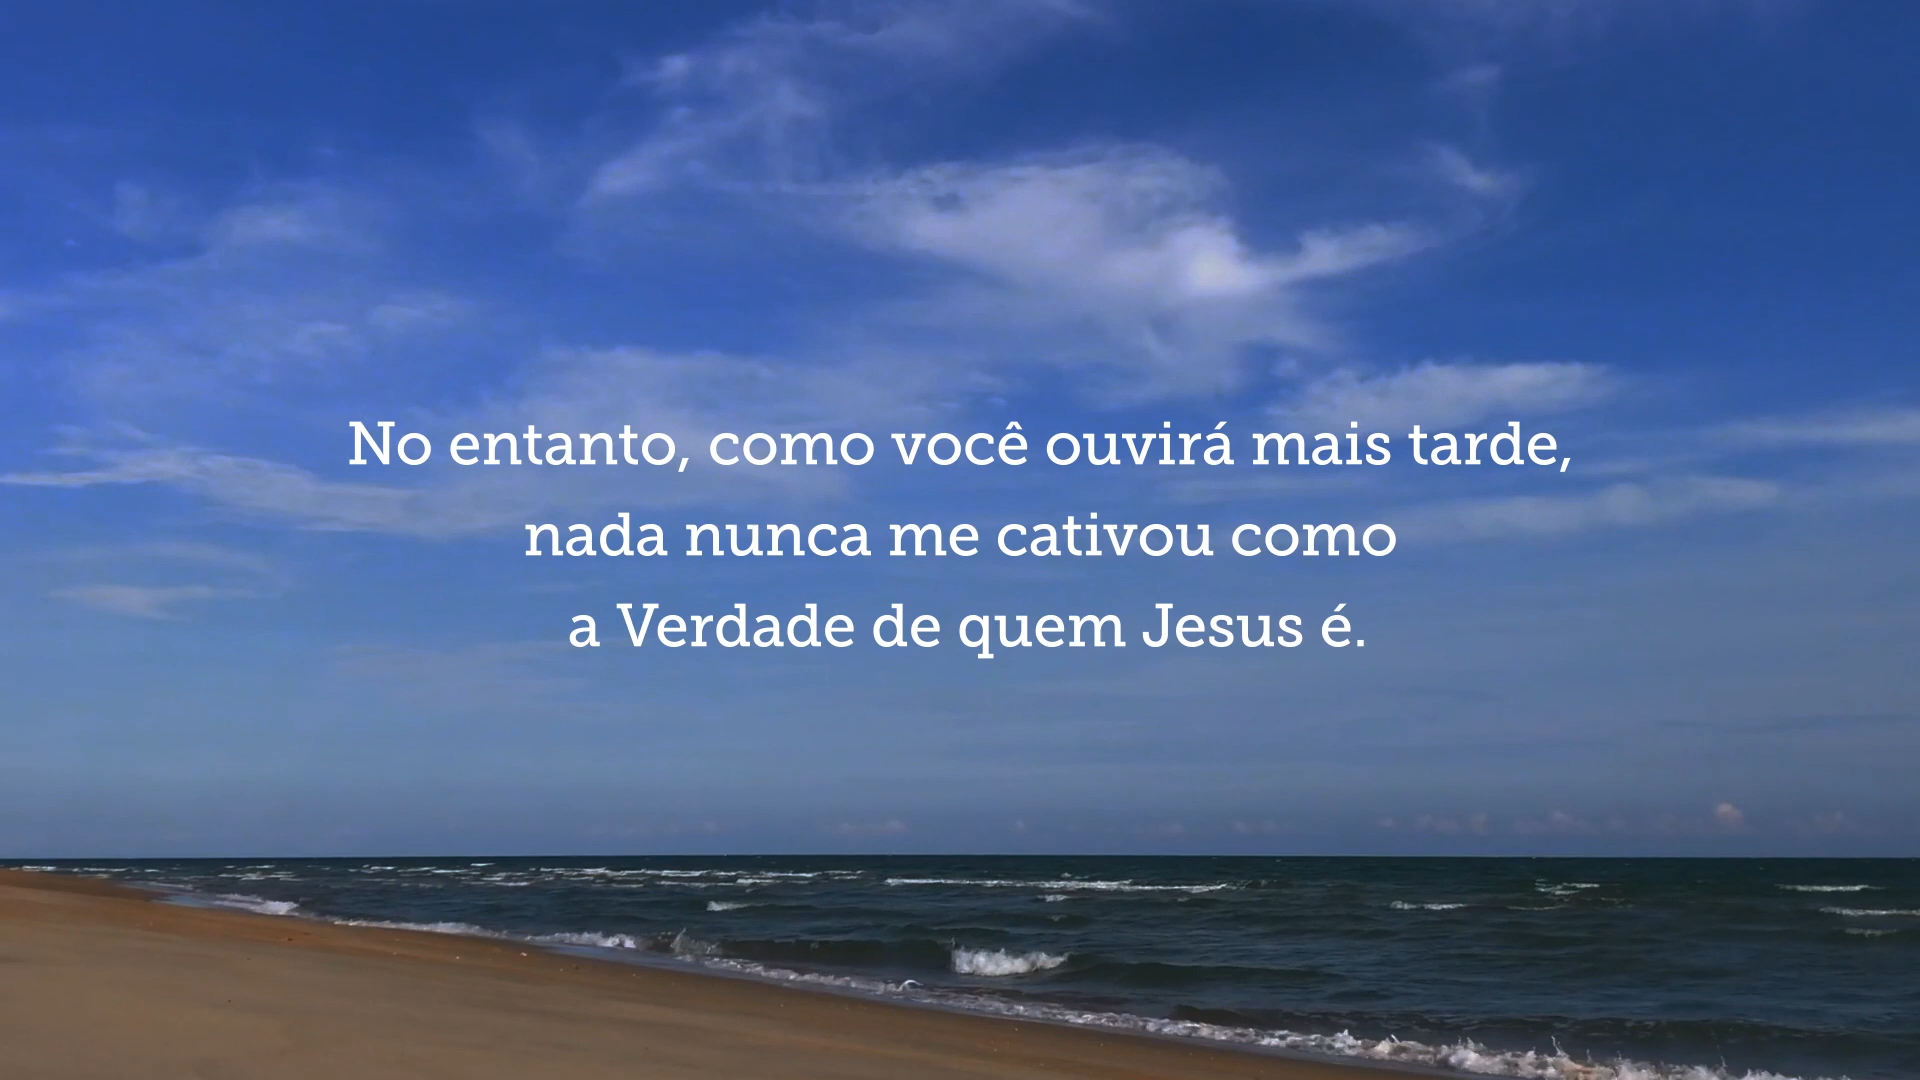 No entanto, como você ouvirá mais tarde,
nada nunca me cativou como
a Verdade de quem Jesus é.